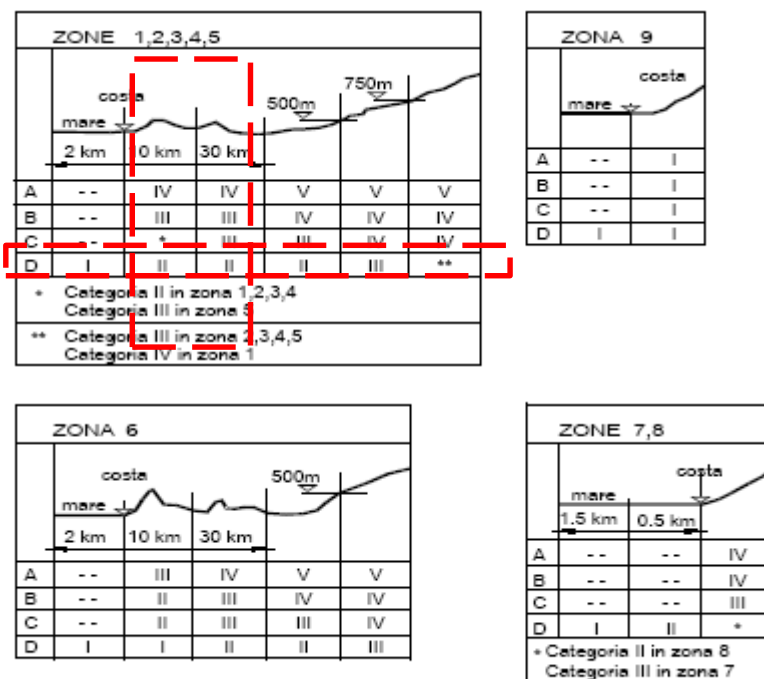 ZONE 1,2,3,4,5
costa
500m
750m
mare
2 km 10 km 30 km
A -- IV IV V V V
B -- III III IV IV IV
C -- * III III IV IV
D I II II II III **
* Categoria II in zona 1,2,3,4
Categoria III in zona 5
** Categoria III in zona 2,3,4,5
Categoria IV in zona 1
ZONA 9
costa
mare
A -- I
B -- I
C -- I
D I I
ZONA 6
costa
500m
mare
2 km 10 km 30 km
A -- III IV V V
B -- II III IV IV
C -- II III III IV
D I I II II III
ZONE 7,8
costa
mare
1.5 km 0.5 km
A -- -- IV
B -- -- IV
C -- -- III
D I II *
* Categoria II in zona 8
Categoria III in zona 7